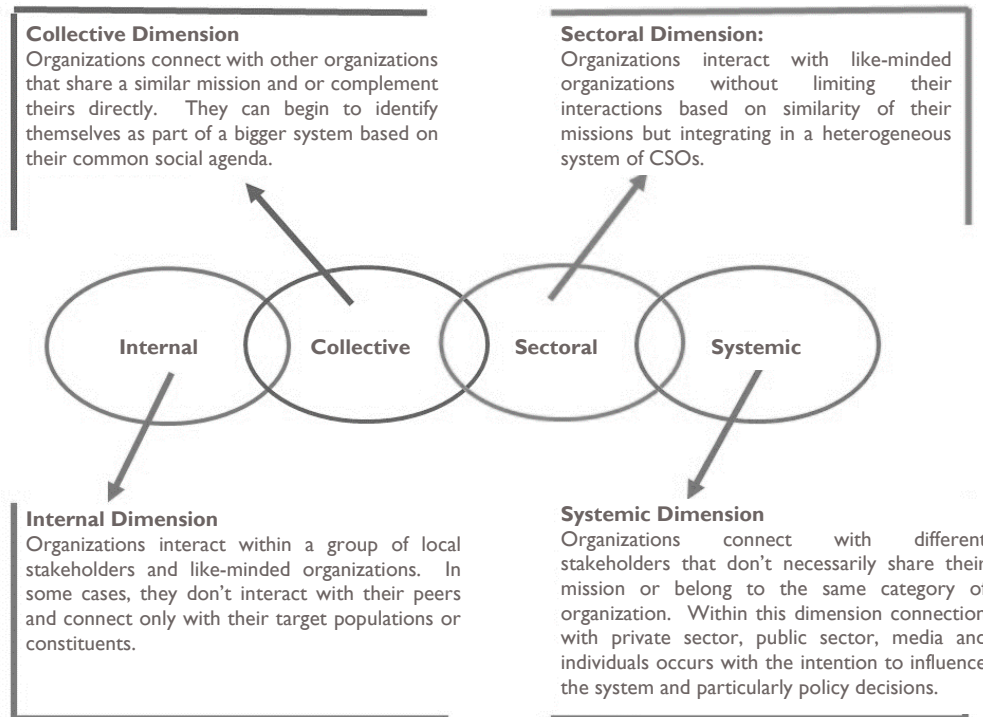 Collective Dimension
Organizations connect with other organizations
that share a similar mission and or complement
theirs directly. They can begin to identify
themselves as part of a bigger system based on
their common social agenda.
Sectoral Dimension:
Organizations interact with like-minded
organizations without limiting their
interactions based on similarity of their
missions but integrating in a heterogeneous
system of CSOs.
Internal
Collective
Sectoral
Systemic
Internal Dimension
Organizations interact within a group of local
stakeholders and like-minded organizations. In
some cases, they don't interact with their peers
and connect only with their target populations or
constituents.
Systemic Dimension
Organizations connect with different
stakeholders that don't necessarily share their
mission or belong to the same category of
organization. Within this dimension connection
with private sector, public sector, media and
individuals occurs with the intention to influence
the system and particularly policy decisions.